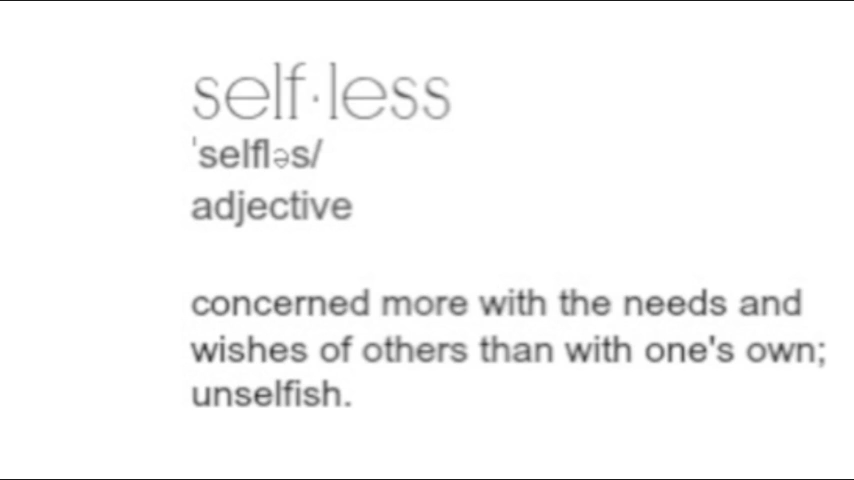 self·less
ˈselfləs/
adjective
concerned more with the needs and
wishes of others than with one's own;
unselfish.